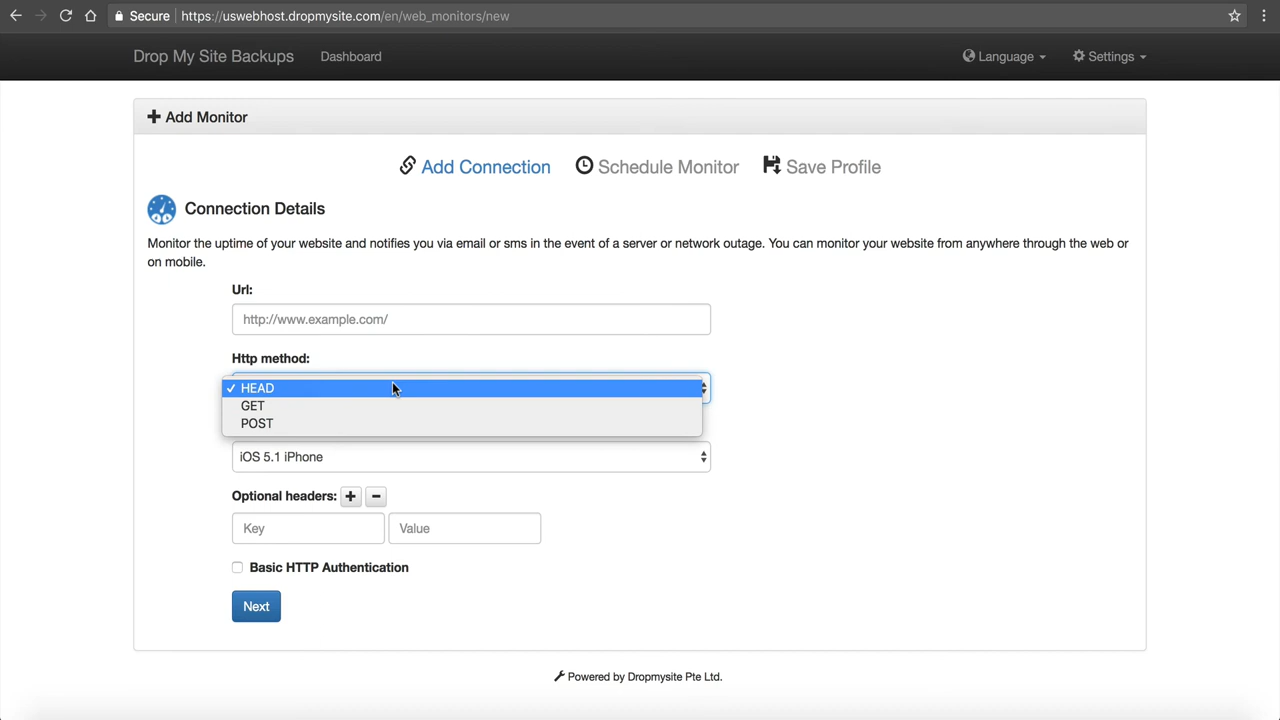 Secure https://uswebhost.dropmysite.com/en/web_monitors/new
Drop My Site Backups Dashboard Language Settings
Add Monitor
Add Connection Schedule Monitor Save Profile
Connection Details
Monitor the uptime of your website and notifies you via email or sms in the event of a server or network outage. You can monitor your website from anywhere through the web or
on mobile.
Url:
http://www.example.com/
Http method:
✓ HEAD
GET
POST
iOS 5.1 iPhone
Optional headers: + -
Key Value
Basic HTTP Authentication
Next
Powered by Dropmysite Pte Ltd.